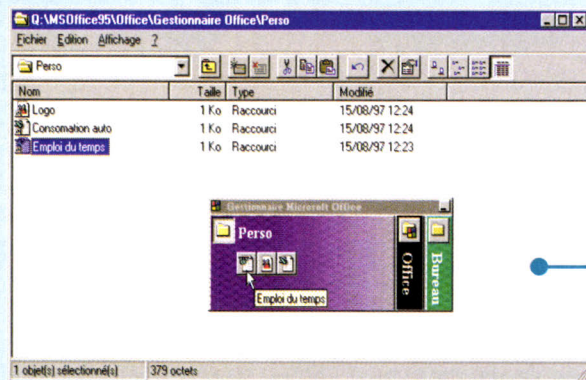 Q:\MSOffice95\Office\Gestionnaire Office\Perso
Fichier Edition Affichage ?
Perso
Nom Taille Type Modifié
Logo 1 Ko Raccourci 15/08/97 12:24
Consomation auto 1 Ko Raccourci 15/08/97 12:24
Emploi du temps 1 Ko Raccourci 15/08/97 12:23
Gestionnaire Microsoft Office
Perso
Office
Bureau
Emploi du temps
1 objet(s) sélectionné(s) 379 octets